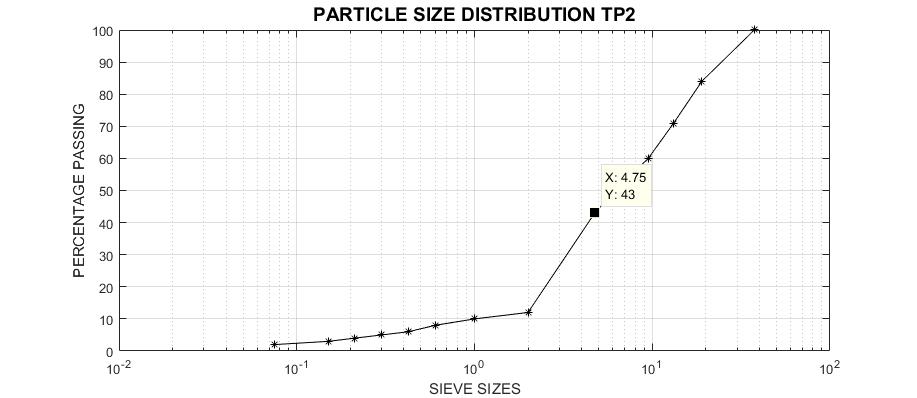 PARTICLE SIZE DISTRIBUTION TP2
100
90
80
70
60
50
40
30
20
10
0
PERCENTAGE PASSING
X: 4.75
Y: 43
10^-2 10^-1 10^0 10^1 10^2
SIEVE SIZES